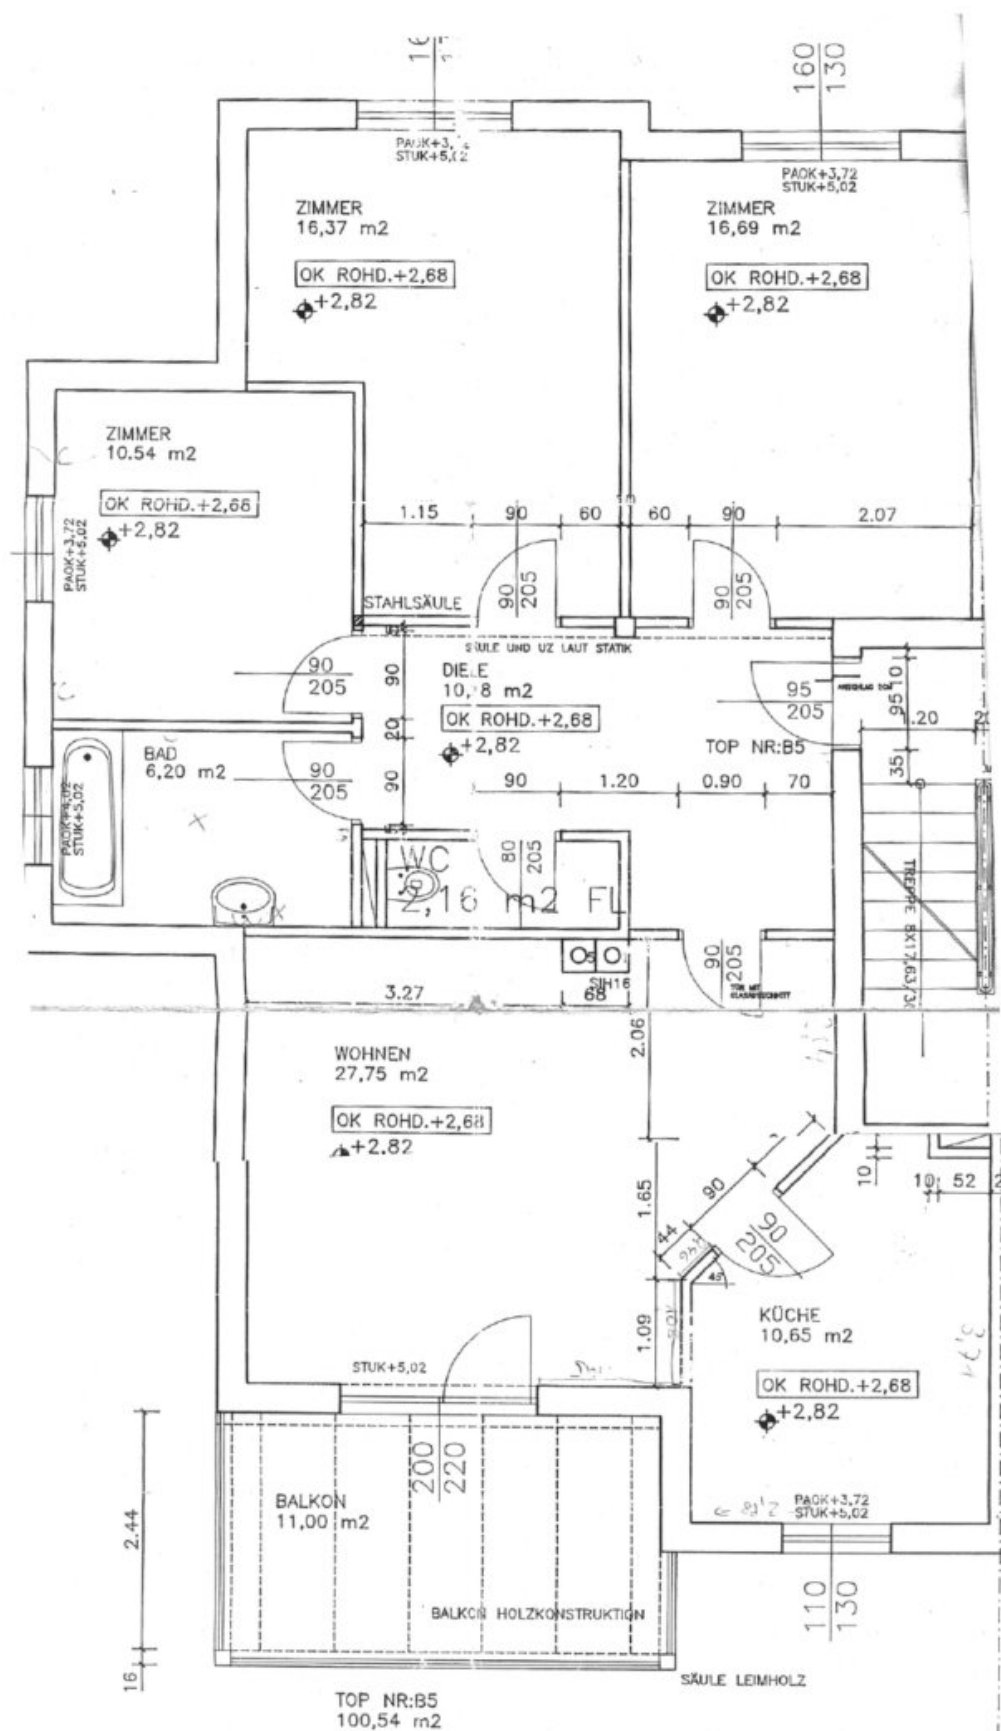 160
130
PAOK+3,72
STUK+5,02
STUK+5,02
ZIMMER
16,37 m2
OK ROHD.+2,68
+2,82
ZIMMER
16,69 m2
OK ROHD.+2,68
+2,82
ZIMMER
10.54 m2
OK ROHD.+2,68
+2,82
PAOK+3,72
STUK+5,02
1.15
90
60
60
90
2.07
90
205
90
205
STAHLSÄULE
SÄULE UND UZ LAUT STATIK
90
205
90
20
90
DIELE
m2
OK ROHD.+2,68
+2,82
95
205
10
95
35
TOP NR:B5
BAD
6,20 m2
90
205
PAOK+4,02
STUK+5,02
90
1.20
0.90
70
WC
2,16 m2 FL
80
205
90
205
SIH16
3.27
68
2.06
WOHNEN
27,75 m2
OK ROHD.+2,68
+2.82
10
10
52
1.65
90
44
90
205
45
1.09
KÜCHE
10,65 m2
OK ROHD.+2,68
+2,82
STUK+5,02
200
220
PAOK+3,72
STUK+5,02
110
130
2.44
16
BALKON
11,00 m2
BALKON HOLZKONSTRUKTION
SÄULE LEIMHOLZ
TOP NR:B5
100,54 m2